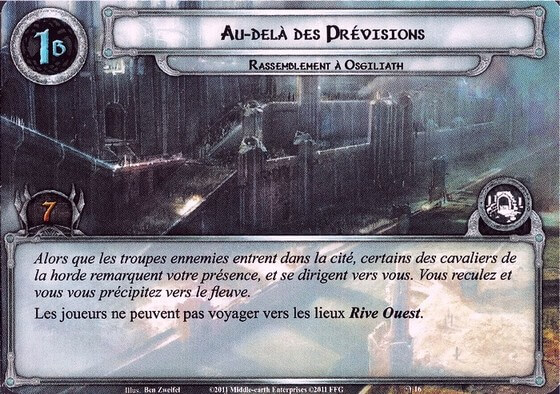 1B
Au-delà des Prévisions
Rassemblement à Osgiliath
7
Alors que les troupes ennemies entrent dans la cité, certains des cavaliers de
la horde remarquent votre présence, et se dirigent vers vous. Vous reculez et
vous vous précipitez vers le fleuve.
Les joueurs ne peuvent pas voyager vers les lieux Rive Ouest.
Illus. Ben Zweifel ©2011 Middle-earth Enterprises ©2011 FFG 116